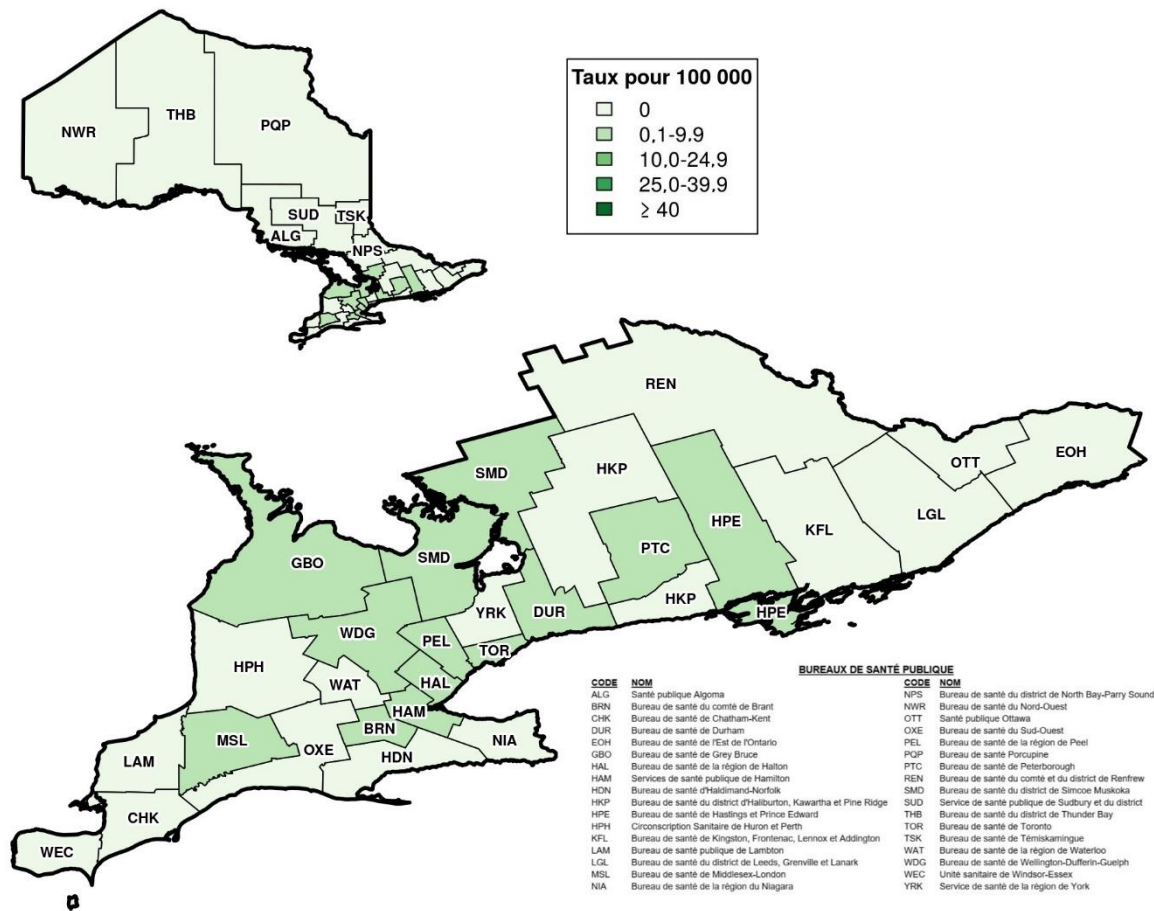 Taux pour 100 000
0
0,1-9,9
10,0-24,9
25,0-39,9
≥ 40
NWR
THB
PQP
SUD
TSK
ALG
NPS
REN
SMD
HKP
OTT
EOH
HPE
LGL
KFL
GBO
SMD
PTC
YRK
DUR
HKP
HPE
WDG
PEL
TOR
HPH
WAT
HAL
HAM
MSL
BRN
OXE
NIA
LAM
HDN
CHK
WEC
BUREAUX DE SANTÉ PUBLIQUE
CODE NOM
ALG Santé publique Algoma
BRN Bureau de santé du comté de Brant
CHK Bureau de santé de Chatham-Kent
DUR Bureau de santé de Durham
EOH Bureau de santé de l'Est de l'Ontario
GBO Bureau de santé de Grey Bruce
HAL Bureau de santé de la région de Halton
HAM Services de santé publique de Hamilton
HDN Bureau de santé d'Haldimand-Norfolk
HKP Bureau de santé du district d'Haliburton, Kawartha et Pine Ridge
HPE Bureau de santé de Hastings et Prince Edward
HPH Circonscription Sanitaire de Huron et Perth
KFL Bureau de santé de Kingston, Frontenac, Lennox et Addington
LAM Bureau de santé publique de Lambton
LGL Bureau de santé du district de Leeds, Grenville et Lanark
MSL Bureau de santé de Middlesex-London
NIA Bureau de santé de la région du Niagara
CODE NOM
NPS Bureau de santé du district de North Bay-Parry Sound
NWR Bureau de santé du Nord-Ouest
OTT Santé publique Ottawa
OXE Bureau de santé du Sud-Ouest
PEL Bureau de santé de la région de Peel
PQP Bureau de santé Porcupine
PTC Bureau de santé de Peterborough
REN Bureau de santé du comté et du district de Renfrew
SMD Bureau de santé du district de Simcoe Muskoka
SUD Service de santé publique de Sudbury et du district
THB Bureau de santé du district de Thunder Bay
TOR Bureau de santé de Toronto
TSK Bureau de santé de Témiskamingue
WAT Bureau de santé de la région de Waterloo
WDG Bureau de santé de Wellington-Dufferin-Guelph
WEC Unité sanitaire de Windsor-Essex
YRK Service de santé de la région de York